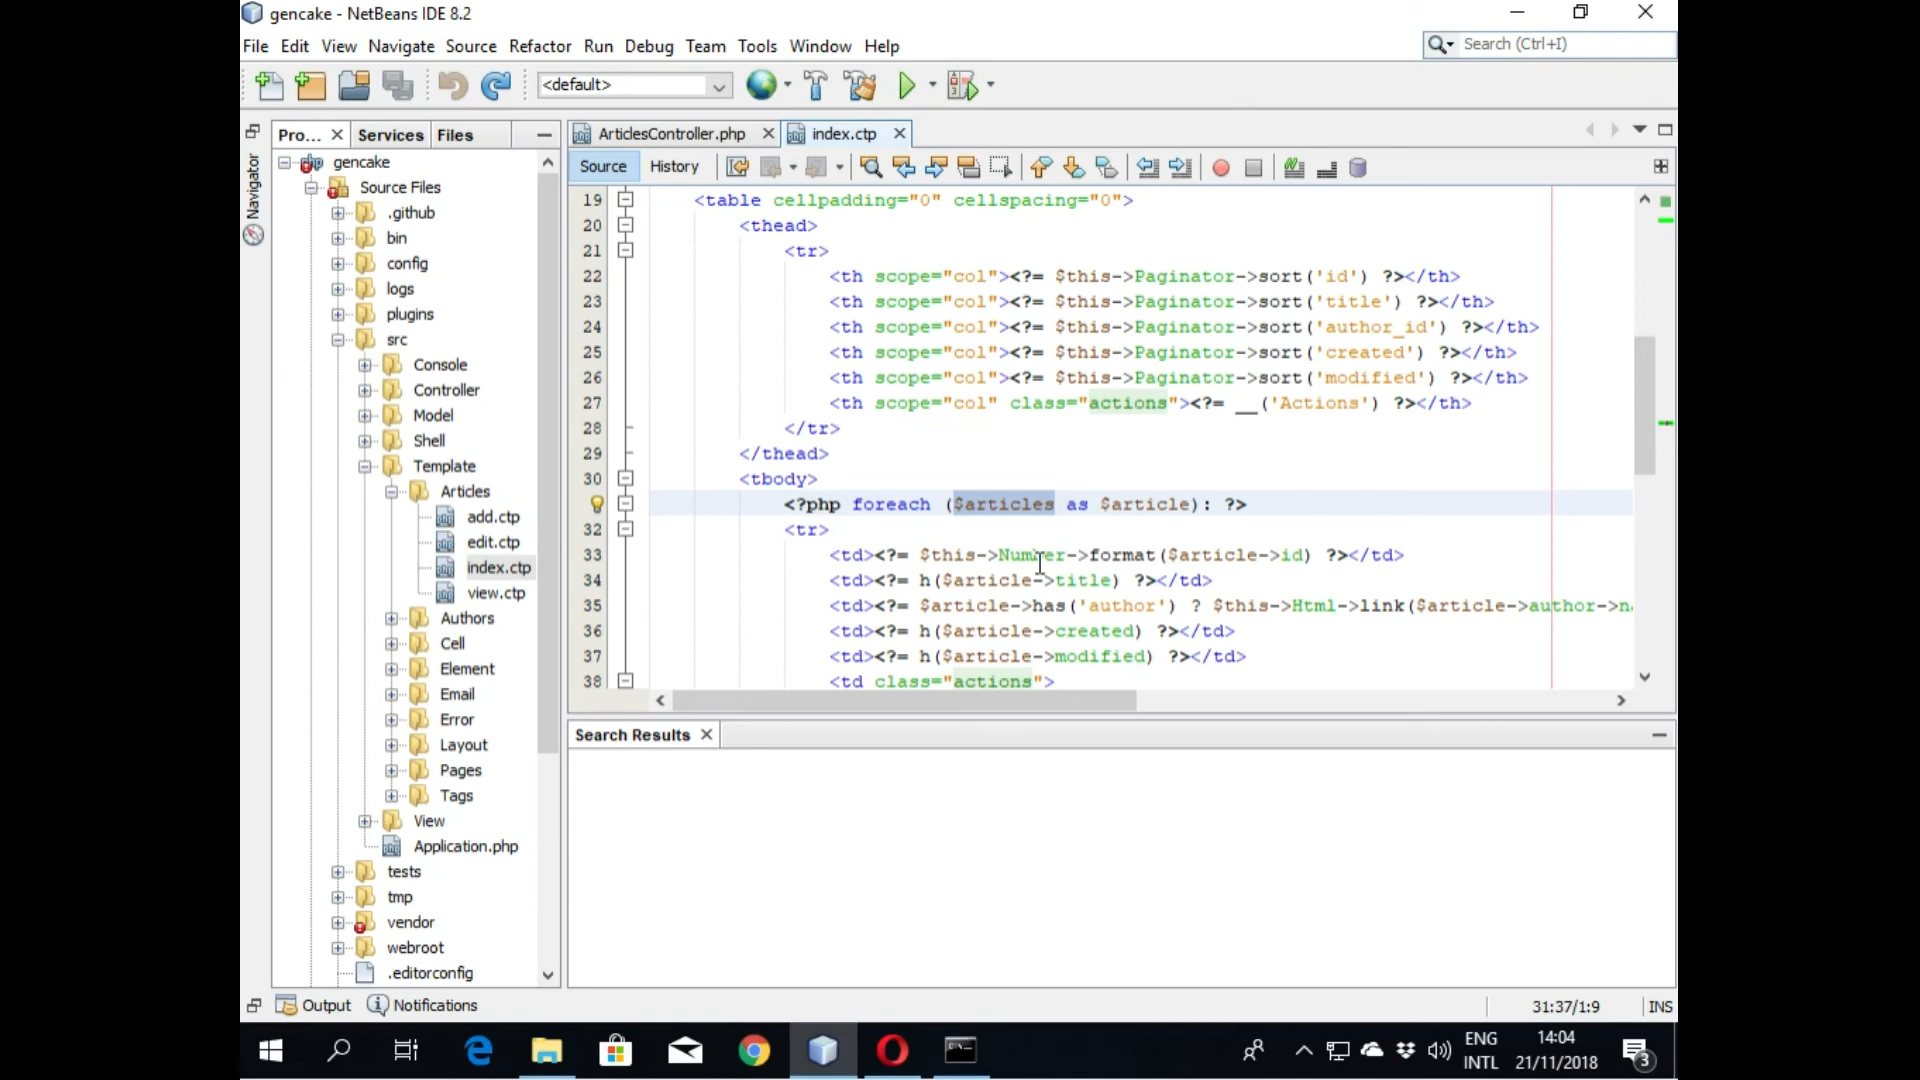 gencake - NetBeans IDE 8.2
File Edit View Navigate Source Refactor Run Debug Team Tools Window Help
Search (Ctrl+I)
<default>
Pro... Services Files
Navigator
gencake
Source Files
.github
bin
config
logs
plugins
src
Console
Controller
Model
Shell
Template
Articles
add.ctp
edit.ctp
index.ctp
view.ctp
Authors
Cell
Element
Email
Error
Layout
Pages
Tags
View
Application.php
tests
tmp
vendor
webroot
.editorconfig
ArticlesController.php index.ctp
Source History
19 <table cellpadding="0" cellspacing="0">
20 <thead>
21 <tr>
22 <th scope="col"><?= $this->Paginator->sort('id') ?></th>
23 <th scope="col"><?= $this->Paginator->sort('title') ?></th>
24 <th scope="col"><?= $this->Paginator->sort('author_id') ?></th>
25 <th scope="col"><?= $this->Paginator->sort('created') ?></th>
26 <th scope="col"><?= $this->Paginator->sort('modified') ?></th>
27 <th scope="col" class="actions"><?= __('Actions') ?></th>
28 </tr>
29 </thead>
30 <tbody>
<?php foreach ($articles as $article): ?>
32 <tr>
33 <td><?= $this->Number->format($article->id) ?></td>
34 <td><?= h($article->title) ?></td>
35 <td><?= $article->has('author') ? $this->Html->link($article->author->n
36 <td><?= h($article->created) ?></td>
37 <td><?= h($article->modified) ?></td>
38 <td class="actions">
Search Results
Output Notifications
31:37/1:9 INS
ENG
INTL
14:04
21/11/2018
3